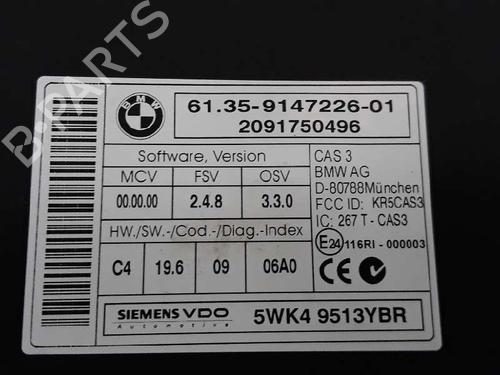 BMW
61.35-9147226-01
2091750496
Software, Version
MCV FSV OSV
00.00.00 2.4.8 3.3.0
HW./SW.-/Cod.-/Diag.-Index
C4 19.6 09 06A0
CAS 3
BMW AG
D-80788München
FCC ID: KR5CAS3
IC: 267 T - CAS3
E24 116RI - 000003
CE
SIEMENS VDO
Automotive
5WK4 9513YBR
B-PARTS